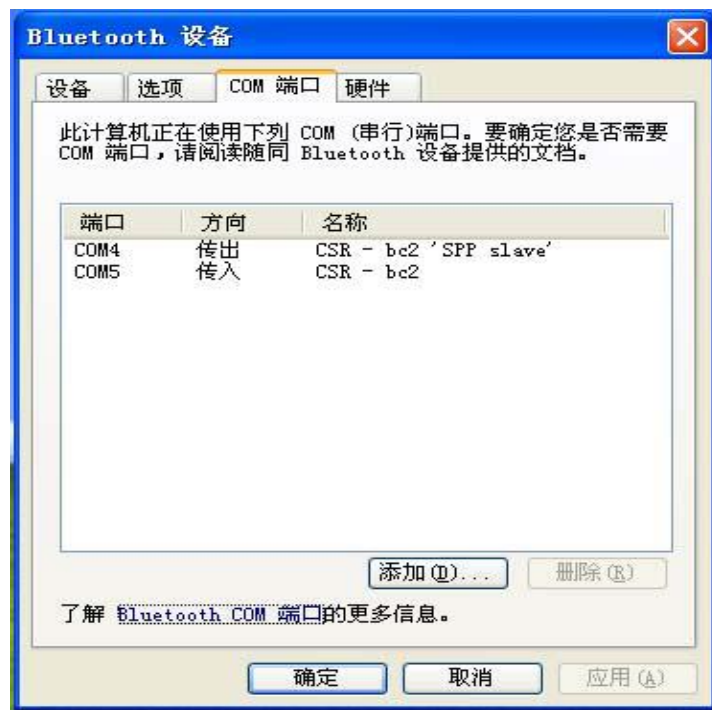 Bluetooth 设备
设备 选项 COM 端口 硬件
此计算机正在使用下列 COM (串行)端口。要确定您是否需要
COM 端口，请阅读随同 Bluetooth 设备提供的文档。
端口 方向 名称
COM4 传出 CSR - bc2 'SPP slave'
COM5 传入 CSR - bc2
添加(D)... 删除(R)
了解 Bluetooth COM 端口的更多信息。
确定 取消 应用(A)